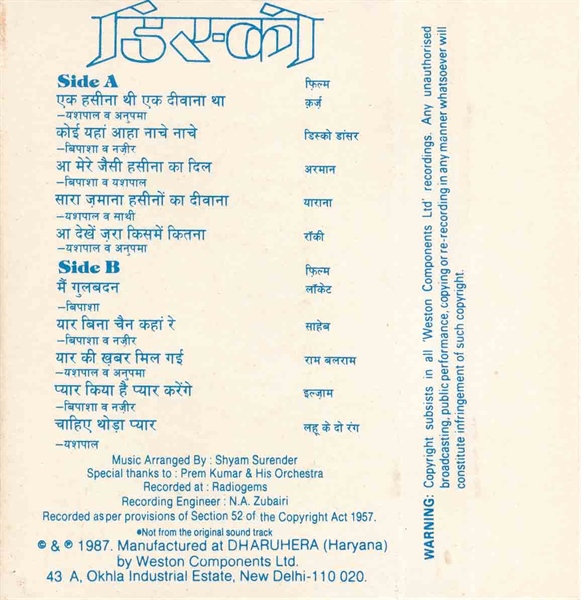 डिस्को
Side A फ़िल्म
एक हसीना थी एक दीवाना था क़र्ज़
–यशपाल व अनुपमा
कोई यहां आहा नाचे नाचे डिस्को डांसर
–बिपाशा व नज़ीर
आ मेरे जैसी हसीना का दिल अरमान
–बिपाशा व यशपाल
सारा ज़माना हसीनों का दीवाना याराना
–यशपाल व साथी
आ देखें ज़रा किसमें कितना रॉकी
–यशपाल व अनुपमा
Side B फ़िल्म
मैं गुलबदन लॉकेट
–बिपाशा
यार बिना चैन कहां रे साहेब
–बिपाशा व नज़ीर
यार की ख़बर मिल गई राम बलराम
–यशपाल व अनुपमा
प्यार किया है प्यार करेंगे इल्ज़ाम
–बिपाशा व नज़ीर
चाहिए थोड़ा प्यार लहू के दो रंग
–यशपाल
Music Arranged By : Shyam Surender
Special thanks to : Prem Kumar & His Orchestra
Recorded at : Radiogems
Recording Engineer : N.A. Zubairi
Recorded as per provisions of Section 52 of the Copyright Act 1957.
●Not from the original sound track
© & ℗ 1987. Manufactured at DHARUHERA (Haryana)
by Weston Components Ltd.
43 A, Okhla Industrial Estate, New Delhi-110 020.
WARNING: Copyright subsists in all 'Weston Components Ltd' recordings. Any unauthorised
broadcasting, public performance, copying or re-recording in any manner whatsoever will
constitute infringement of such copyright.